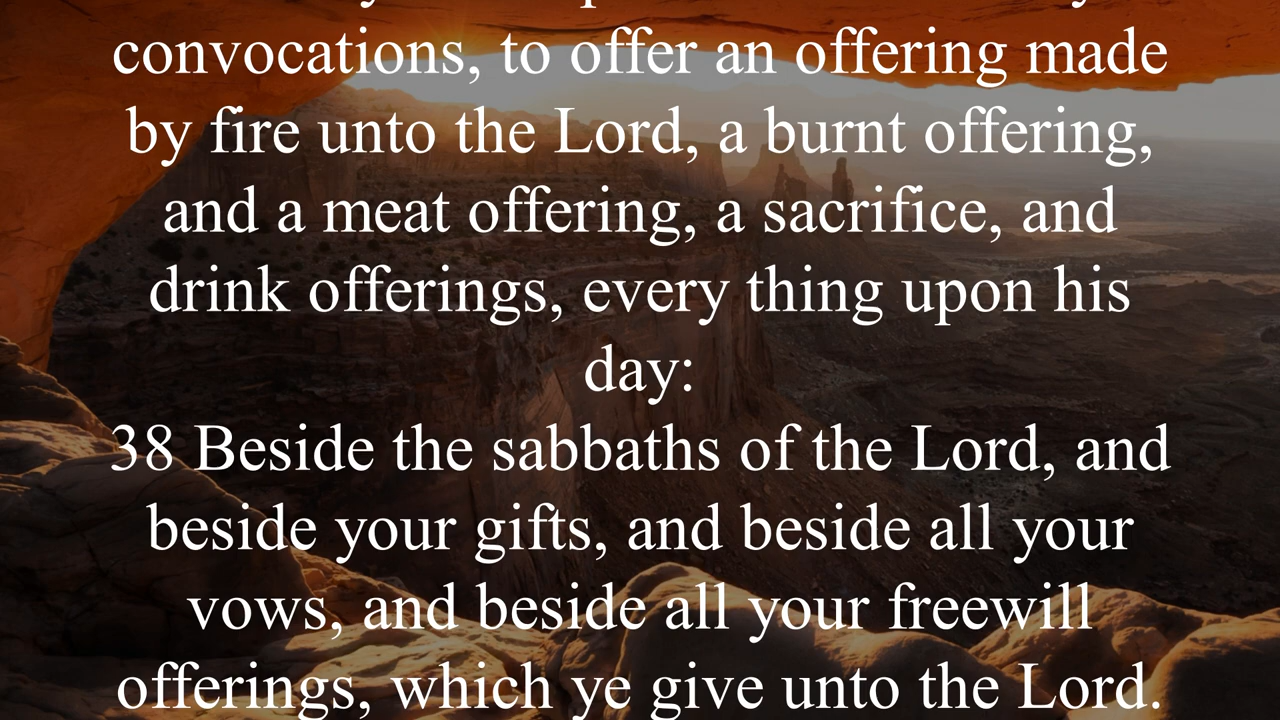 convocations, to offer an offering made
by fire unto the Lord, a burnt offering,
and a meat offering, a sacrifice, and
drink offerings, every thing upon his
day:
38 Beside the sabbaths of the Lord, and
beside your gifts, and beside all your
vows, and beside all your freewill
offerings, which ye give unto the Lord.